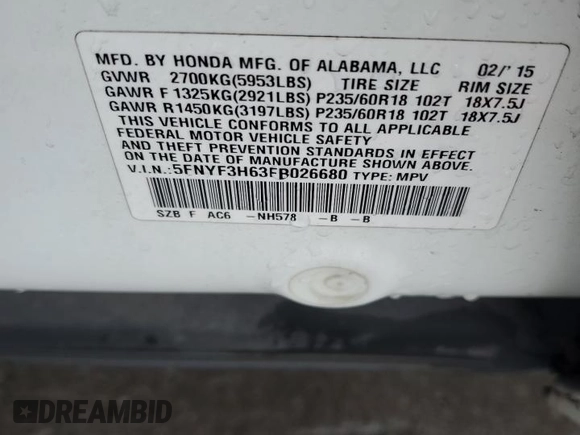 MFD. BY HONDA MFG. OF ALABAMA, LLC 02/' 15
GVWR 2700KG(5953LBS) TIRE SIZE RIM SIZE
GAWR F 1325KG(2921LBS) P235/60R18 102T 18X7.5J
GAWR R1450KG(3197LBS) P235/60R18 102T 18X7.5J
THIS VEHICLE CONFORMS TO ALL APPLICABLE
FEDERAL MOTOR VEHICLE SAFETY
AND THEFT PREVENTION STANDARDS
IN EFFECT ON THE DATE OF MANUFACTURE SHOWN ABOVE.
V.I.N.:5FNYF3H63FB026680 TYPE: MPV
SZB F AC6 -NH578 -B -B
DREAMBID